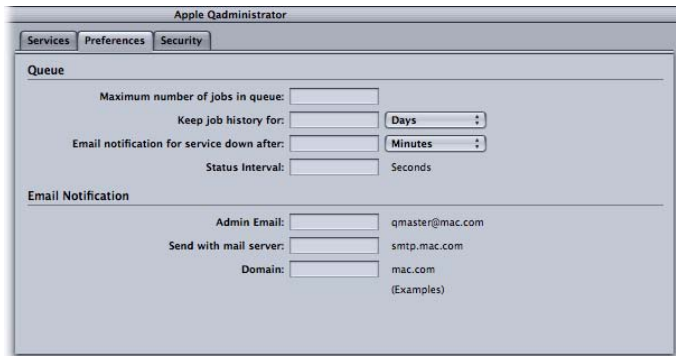 Apple Qadministrator
Services Preferences Security
Queue
Maximum number of jobs in queue:
Keep job history for: Days
Email notification for service down after: Minutes
Status Interval: Seconds
Email Notification
Admin Email: qmaster@mac.com
Send with mail server: smtp.mac.com
Domain: mac.com
(Examples)